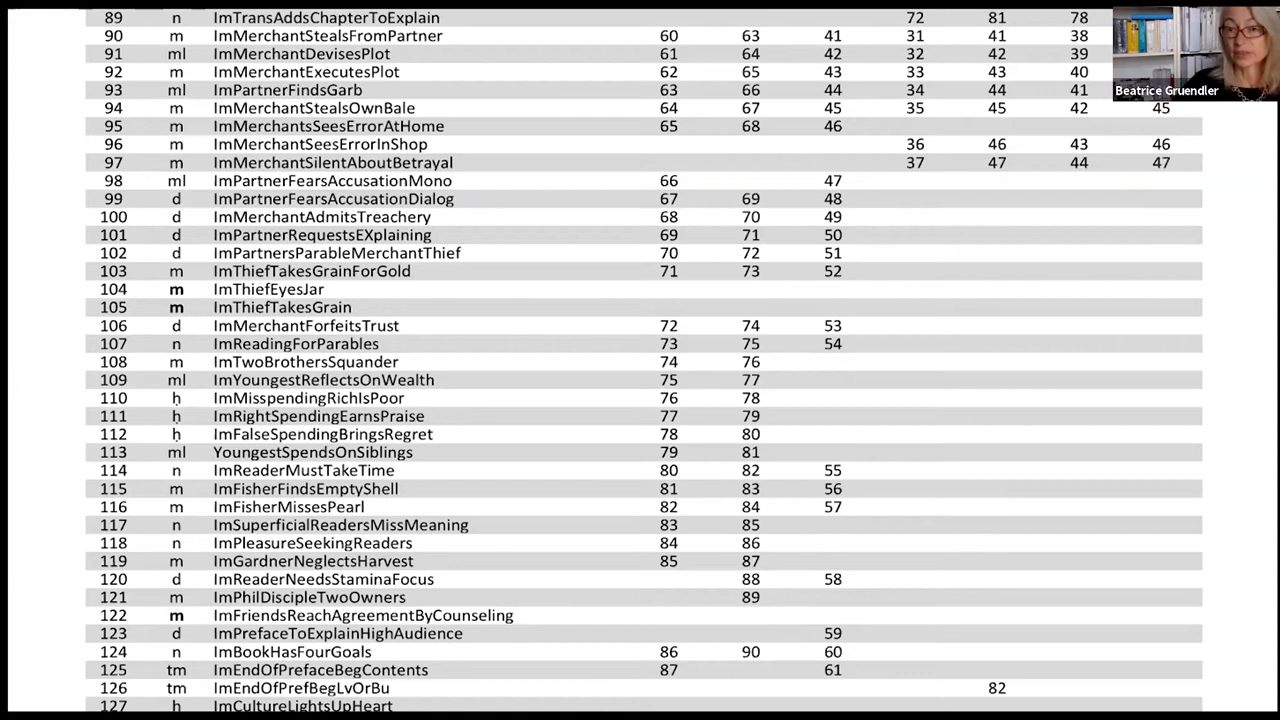 89 n ImTransAddsChapterToExplain 72 81 78
90 m ImMerchantStealsFromPartner 60 63 41 31 41 38
91 ml ImMerchantDevisesPlot 61 64 42 32 42 39
92 m ImMerchantExecutesPlot 62 65 43 33 43 40
93 ml ImPartnerFindsGarb 63 66 44 34 44 41
Beatrice Gruendler
94 m ImMerchantStealsOwnBale 64 67 45 35 45 42 45
95 m ImMerchantsSeesErrorAtHome 65 68 46
96 m ImMerchantSeesErrorInShop 36 46 43 46
97 m ImMerchantSilentAboutBetrayal 37 47 44 47
98 ml ImPartnerFearsAccusationMono 66 47
99 d ImPartnerFearsAccusationDialog 67 69 48
100 d ImMerchantAdmitsTreachery 68 70 49
101 d ImPartnerRequestsEXplaining 69 71 50
102 d ImPartnersParableMerchantThief 70 72 51
103 m ImThiefTakesGrainForGold 71 73 52
104 m ImThiefEyesJar
105 m ImThiefTakesGrain
106 d ImMerchantForfeitsTrust 72 74 53
107 n ImReadingForParables 73 75 54
108 m ImTwoBrothersSquander 74 76
109 ml ImYoungestReflectsOnWealth 75 77
110 ḥ ImMisspendingRichIsPoor 76 78
111 ḥ ImRightSpendingEarnsPraise 77 79
112 ḥ ImFalseSpendingBringsRegret 78 80
113 ml YoungestSpendsOnSiblings 79 81
114 n ImReaderMustTakeTime 80 82 55
115 m ImFisherFindsEmptyShell 81 83 56
116 m ImFisherMissesPearl 82 84 57
117 n ImSuperficialReadersMissMeaning 83 85
118 n ImPleasureSeekingReaders 84 86
119 m ImGardnerNeglectsHarvest 85 87
120 d ImReaderNeedsStaminaFocus 88 58
121 m ImPhilDiscipleTwoOwners 89
122 m ImFriendsReachAgreementByCounseling
123 d ImPrefaceToExplainHighAudience 59
124 n ImBookHasFourGoals 86 90 60
125 tm ImEndOfPrefaceBegContents 87 61
126 tm ImEndOfPrefBegLvOrBu 82
127 h ImCultureLightsUpHeart